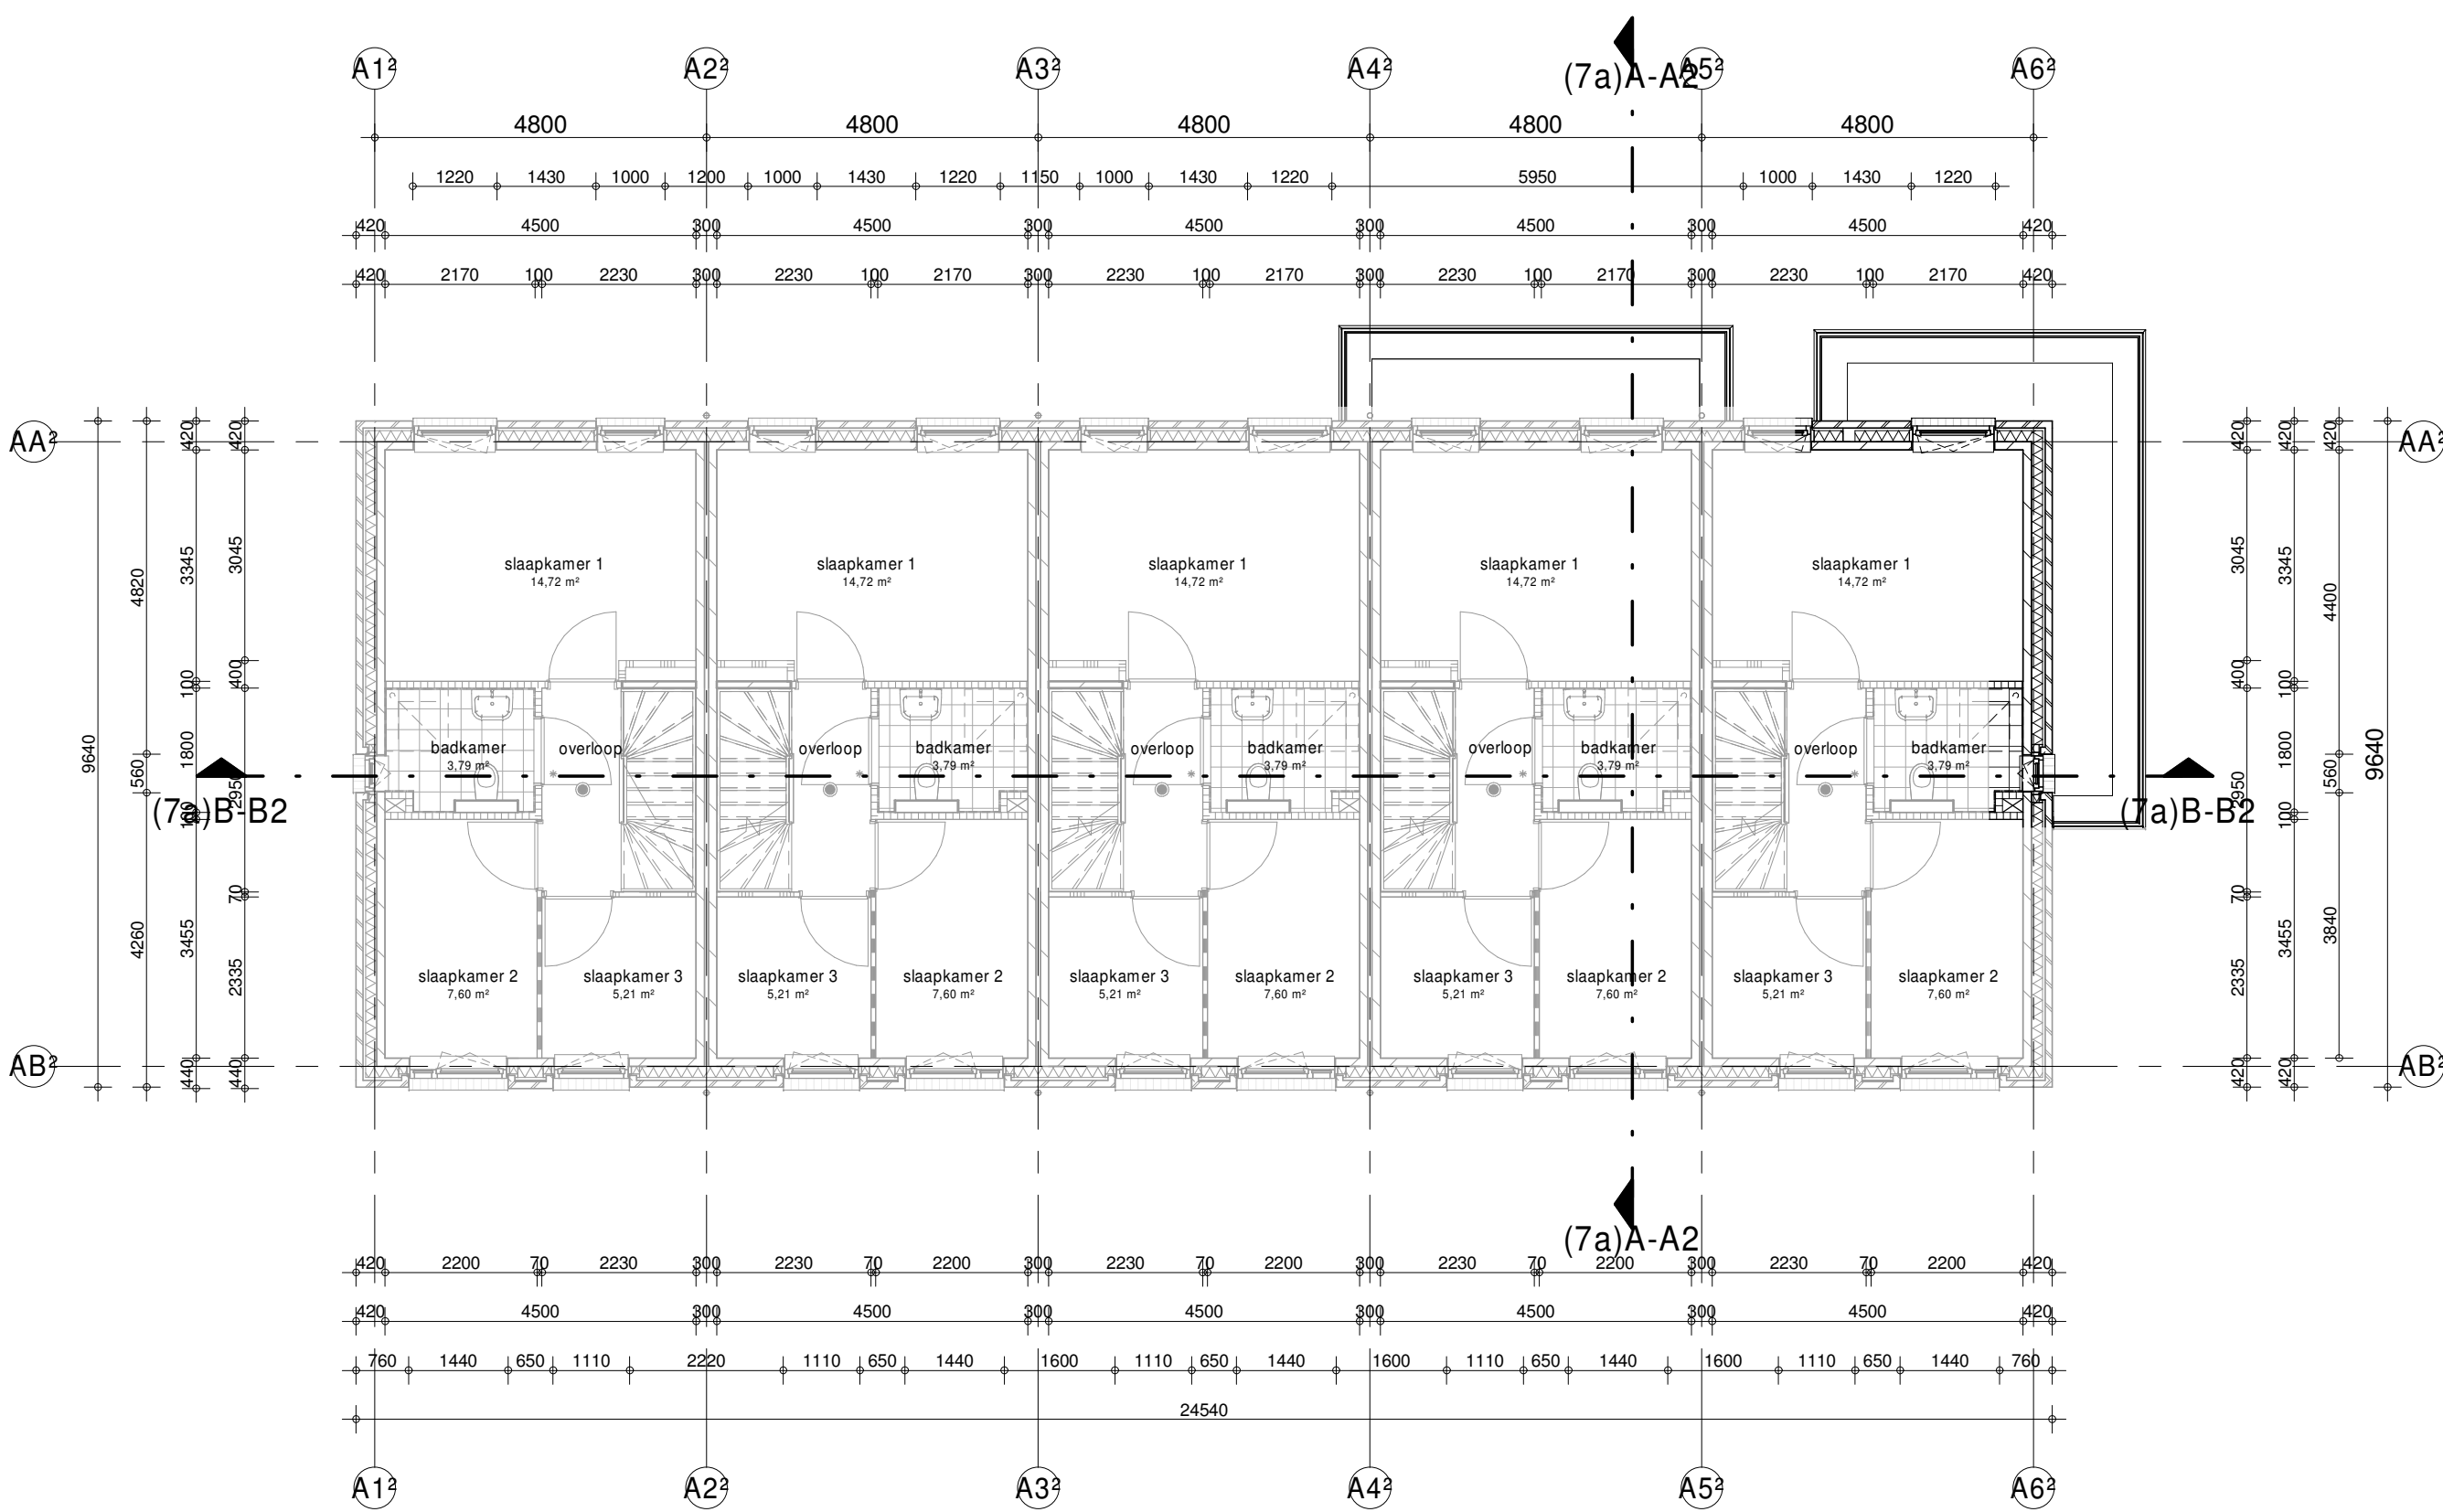 A1² A2² A3² A4² (7a)A-A2 A5² A6²
4800 4800 4800 4800 4800
1220 1430 1000 1200 1000 1430 1220 1150 1000 1430 1220 5950 1000 1430 1220
420 4500 300 4500 300 4500 300 4500 300 4500 420
420 2170 100 2230 300 2230 100 2170 300 2230 100 2170 300 2230 100 2170 300 2230 100 2170 420
AA² AA²
9640
4820 560 4260
420 3345 100 1800 100 3455 440
420 3045 400 2950 70 2335 440
slaapkamer 1 slaapkamer 1 slaapkamer 1 slaapkamer 1 slaapkamer 1
14,72 m² 14,72 m² 14,72 m² 14,72 m² 14,72 m²
badkamer overloop overloop badkamer overloop badkamer overloop badkamer overloop badkamer
3,79 m² 3,79 m² 3,79 m² 3,79 m² 3,79 m²
(7a)B-B2 (7a)B-B2
slaapkamer 2 slaapkamer 3 slaapkamer 3 slaapkamer 2 slaapkamer 3 slaapkamer 2 slaapkamer 3 slaapkamer 2 slaapkamer 3 slaapkamer 2
7,60 m² 5,21 m² 5,21 m² 7,60 m² 5,21 m² 7,60 m² 5,21 m² 7,60 m² 5,21 m² 7,60 m²
420 3045 400 2950 70 2335 420
420 3345 100 1800 100 3455 420
420 4400 560 3840
9640
AB² AB²
(7a)A-A2
420 2200 70 2230 300 2230 70 2200 300 2230 70 2200 300 2230 70 2200 300 2230 70 2200 420
420 4500 300 4500 300 4500 300 4500 300 4500 420
760 1440 650 1110 2220 1110 650 1440 1600 1110 650 1440 1600 1110 650 1440 1600 1110 650 1440 760
24540
A1² A2² A3² A4² A5² A6²